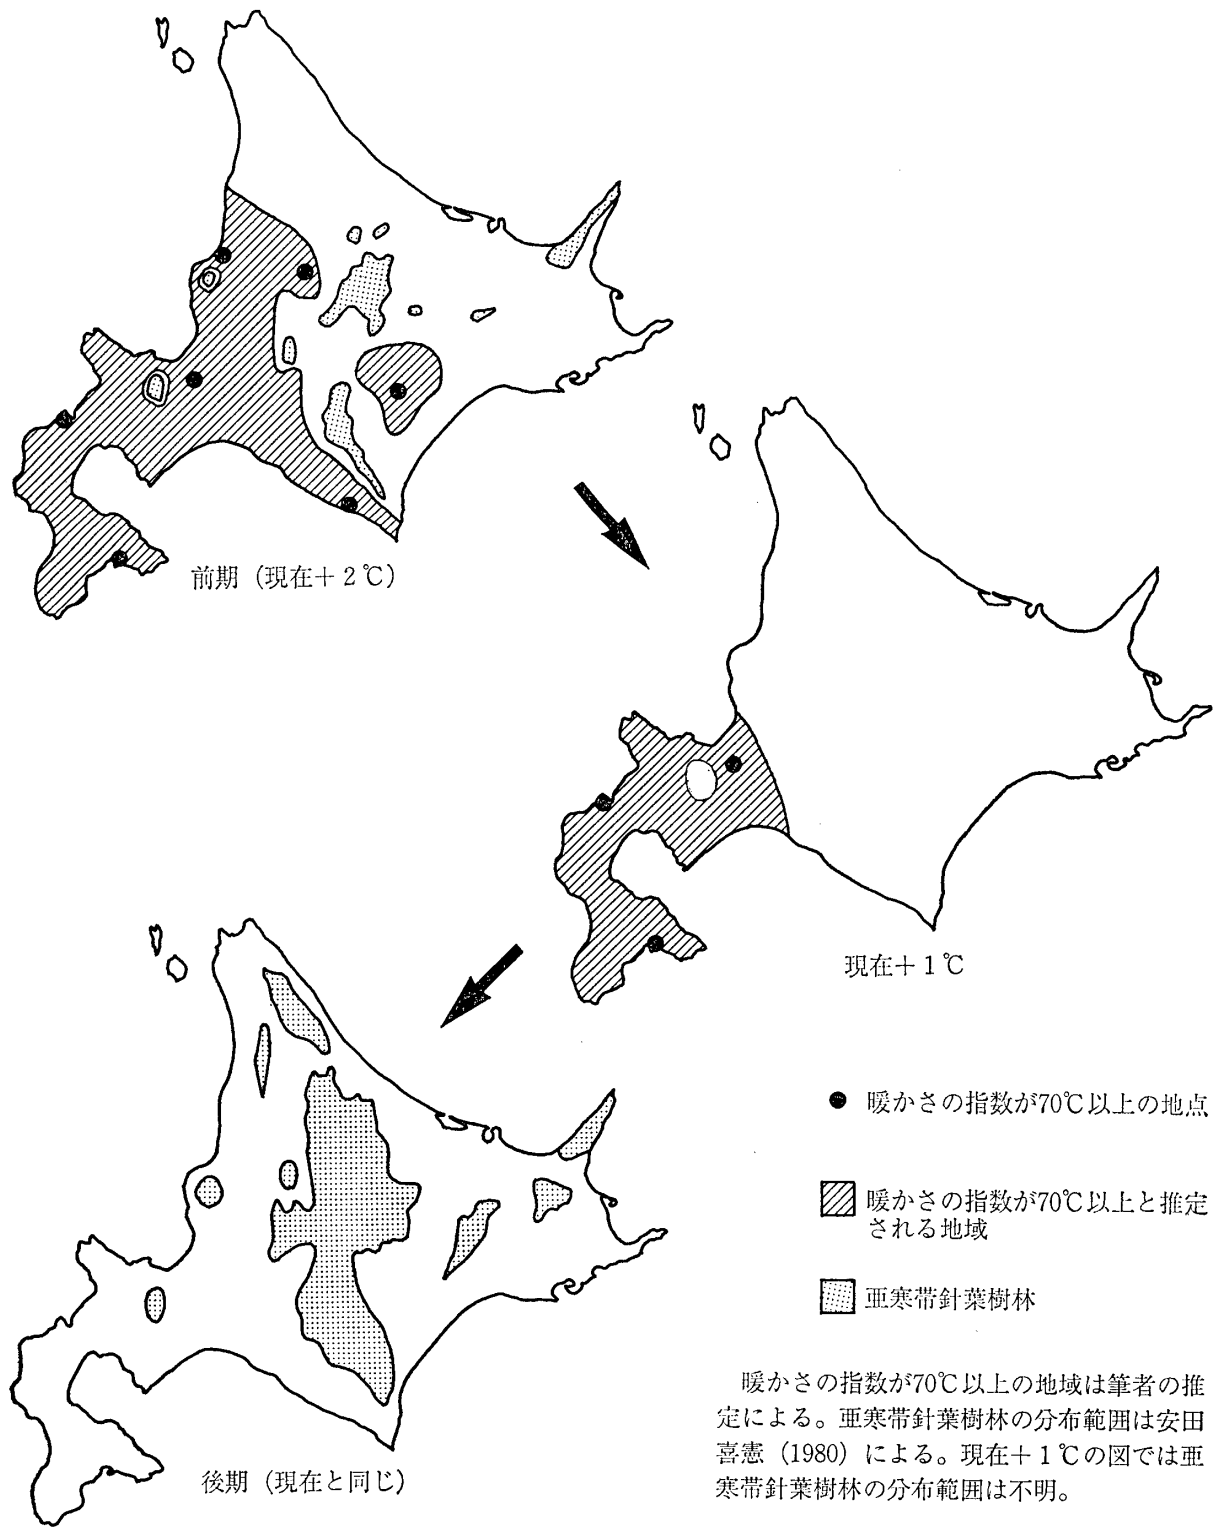 前期（現在＋2℃）
現在＋1℃
後期（現在と同じ）
暖かさの指数が70℃以上の地点
暖かさの指数が70℃以上と推定
される地域
亜寒帯針葉樹林
暖かさの指数が70℃以上の地域は筆者の推
定による。亜寒帯針葉樹林の分布範囲は安田
喜憲（1980）による。現在＋1℃の図では亜
寒帯針葉樹林の分布範囲は不明。